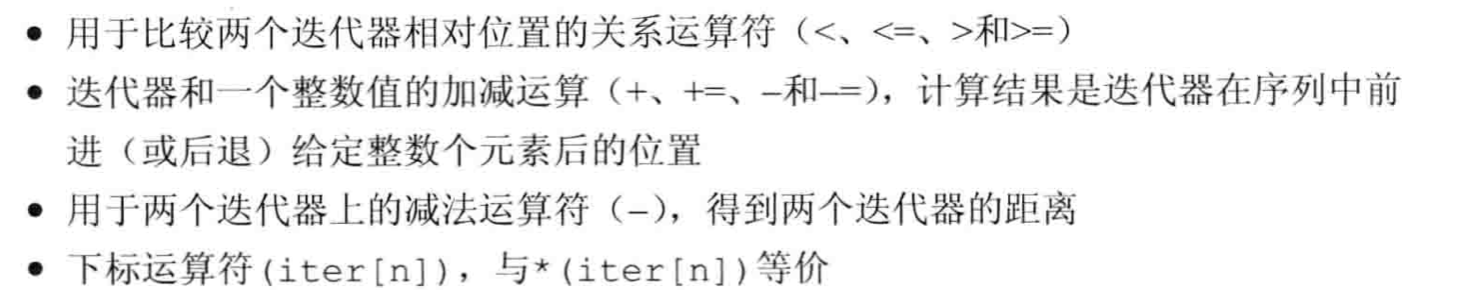 • 用于比较两个迭代器相对位置的关系运算符（<、<=、>和>=）
• 迭代器和一个整数值的加减运算（+、+=、-和-=），计算结果是迭代器在序列中前
进（或后退）给定整数个元素后的位置
• 用于两个迭代器上的减法运算符（-），得到两个迭代器的距离
• 下标运算符(iter[n])，与*(iter[n])等价